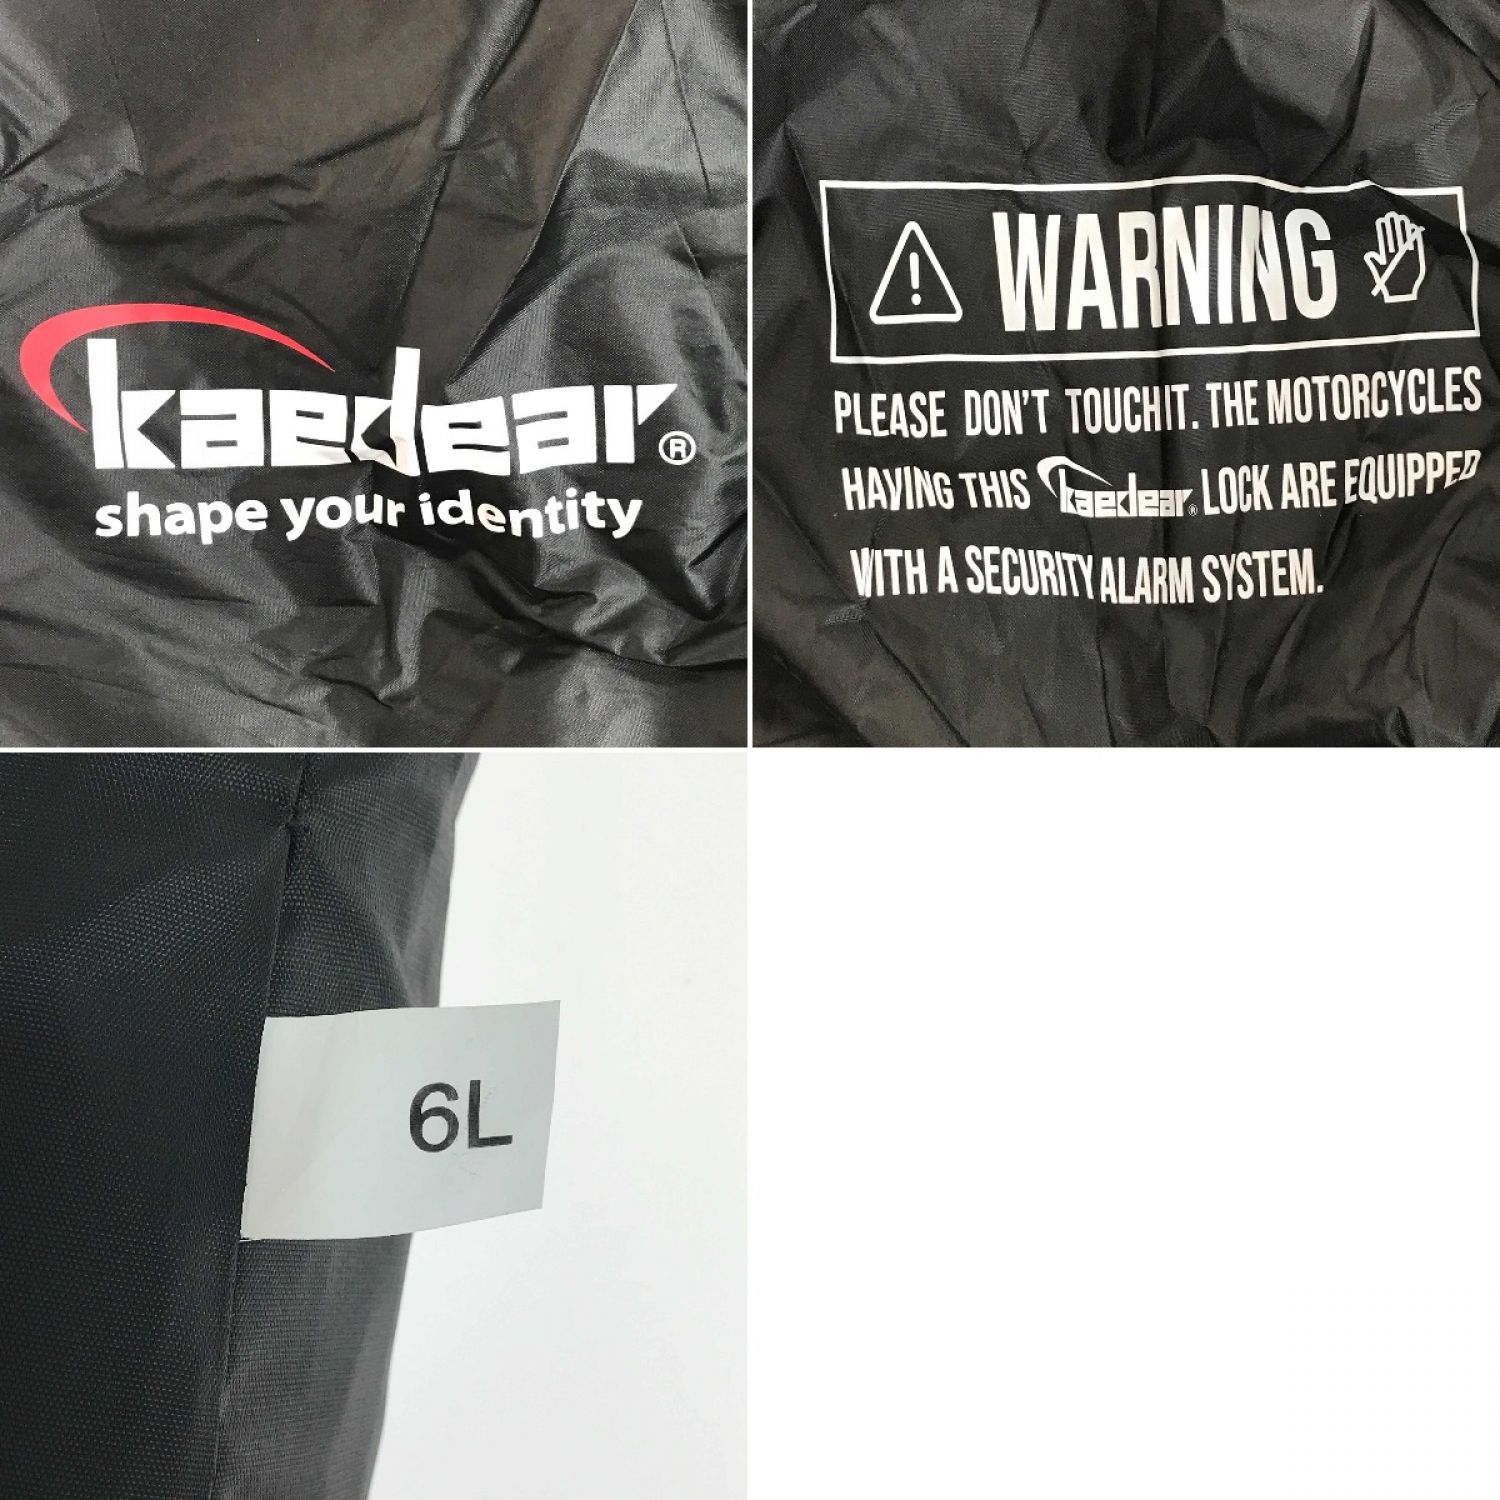 kaedear®
shape your identity
WARNING
PLEASE DON'T TOUCHIT. THE MOTORCYCLES
HAVING THIS kaedear® LOCK ARE EQUIPPED
WITH A SECURITY ALARM SYSTEM.
6L